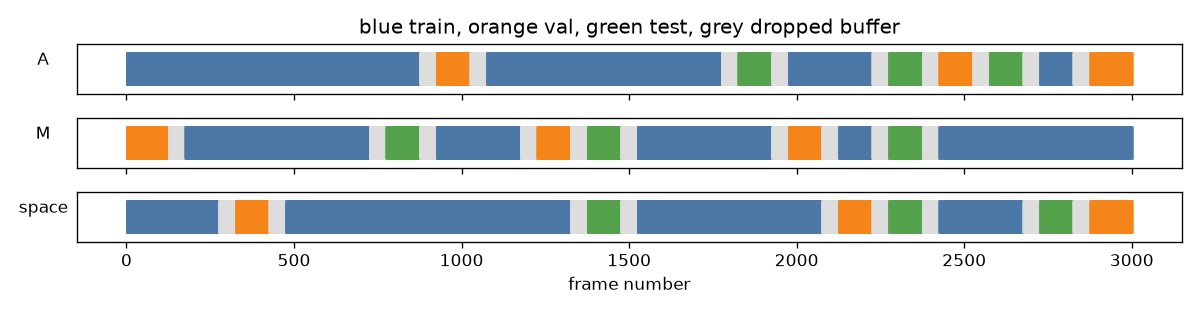 blue train, orange val, green test, grey dropped buffer
A
M
space
0 500 1000 1500 2000 2500 3000
frame number